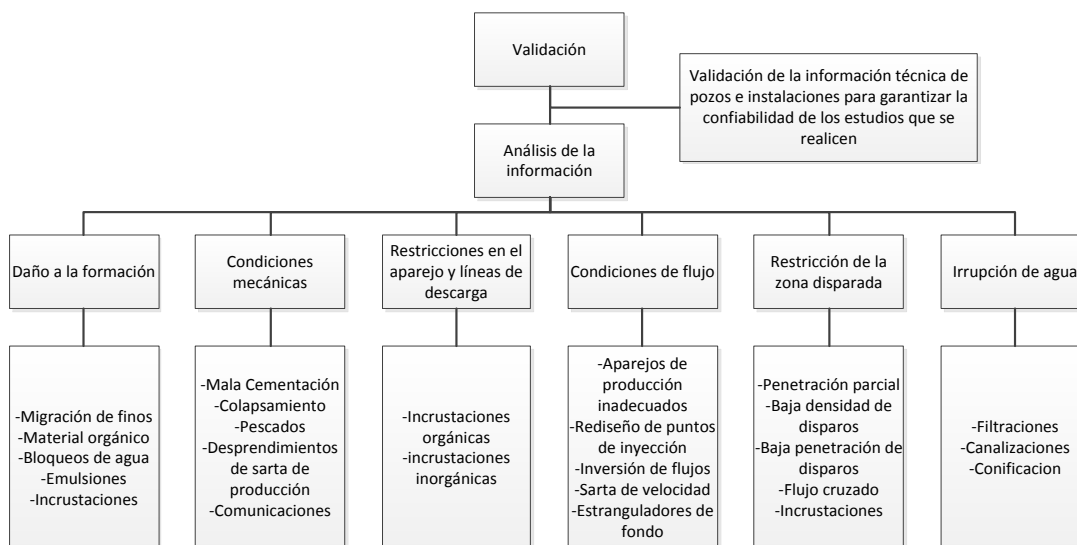 Validación
Validación de la información técnica de
pozos e instalaciones para garantizar la
confiabilidad de los estudios que se
realicen
Análisis de la
información
Daño a la formación
Condiciones
mecánicas
Restricciones en el
aparejo y líneas de
descarga
Condiciones de flujo
Restricción de la
zona disparada
Irrupción de agua
-Migración de finos
-Material orgánico
-Bloqueos de agua
-Emulsiones
-Incrustaciones
-Mala Cementación
-Colapsamiento
-Pescados
-Desprendimientos
de sarta de
producción
-Comunicaciones
-Incrustaciones
orgánicas
-incrustaciones
inorgánicas
-Aparejos de
producción
inadecuados
-Rediseño de puntos
de inyección
-Inversión de flujos
-Sarta de velocidad
-Estranguladores de
fondo
-Penetración parcial
-Baja densidad de
disparos
-Baja penetración de
disparos
-Flujo cruzado
-Incrustaciones
-Filtraciones
-Canalizaciones
-Conificacion